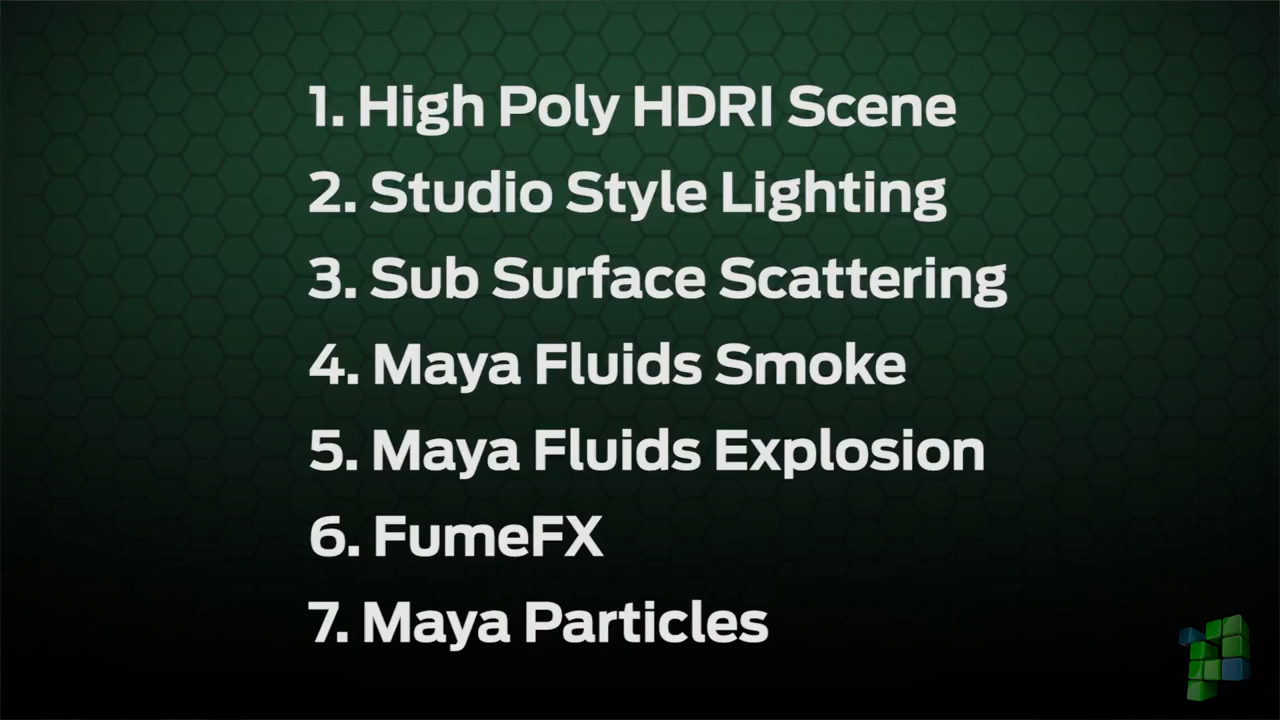 1. High Poly HDRI Scene
2. Studio Style Lighting
3. Sub Surface Scattering
4. Maya Fluids Smoke
5. Maya Fluids Explosion
6. FumeFX
7. Maya Particles